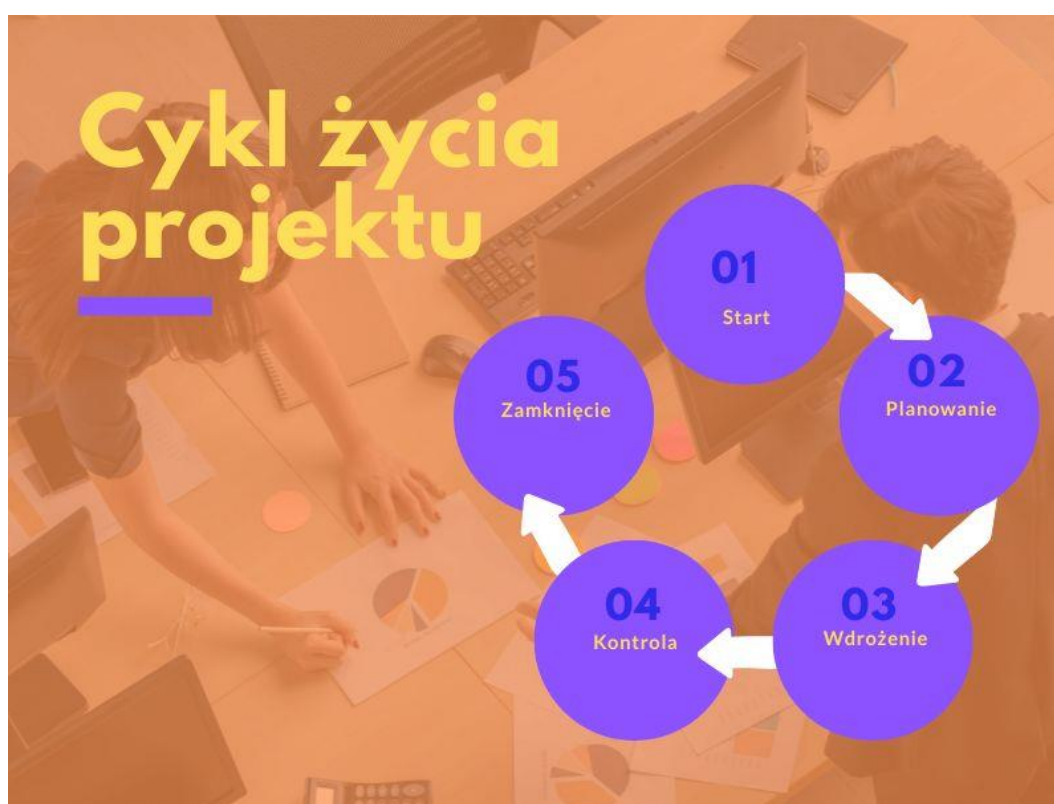 Cykl życia
projektu
01
Start
02
Planowanie
03
Wdrożenie
04
Kontrola
05
Zamknięcie